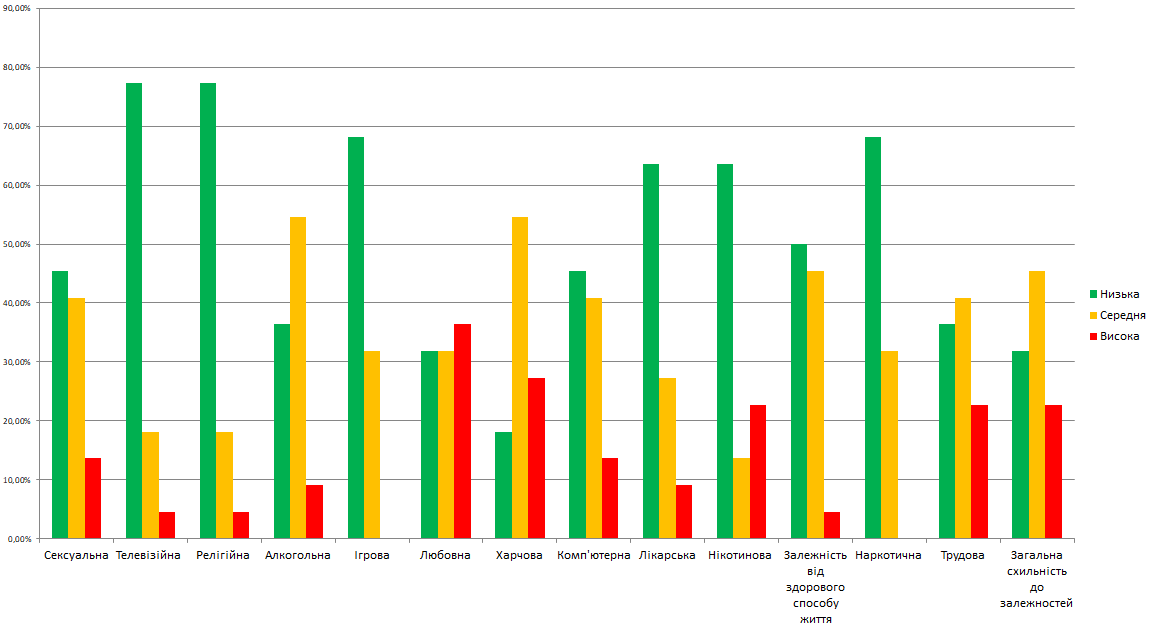 90,00%
80,00%
70,00%
60,00%
50,00%
40,00%
30,00%
20,00%
10,00%
0,00%
Сексуальна
Телевізійна
Релігійна
Алкогольна
Ігрова
Любовна
Харчова
Комп'ютерна
Лікарська
Нікотинова
Залежність
від
здорового
способу
життя
Наркотична
Трудова
Загальна
схильність
до
залежностей
Низька
Середня
Висока